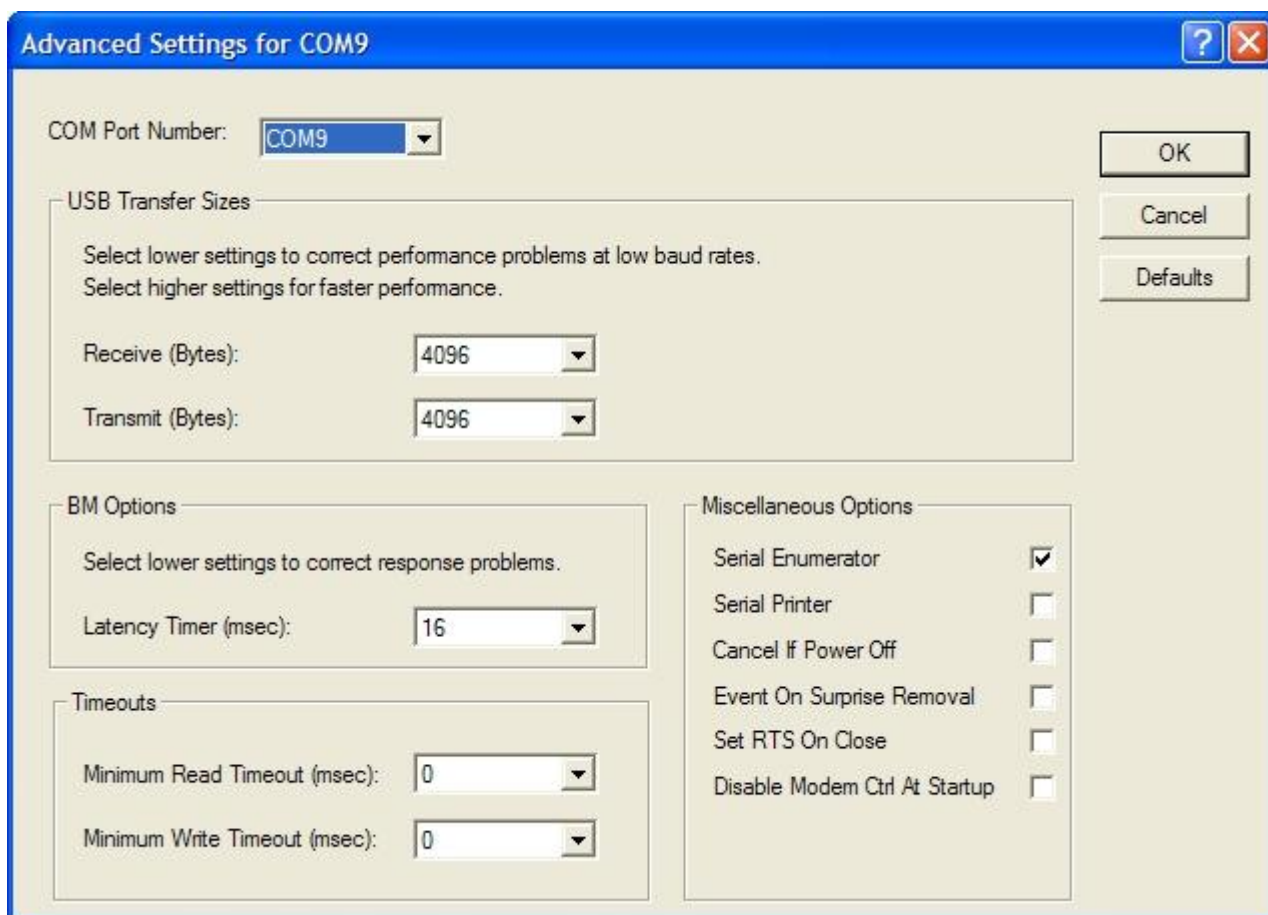 Advanced Settings for COM9
?
COM Port Number: COM9
OK
Cancel
Defaults
USB Transfer Sizes
Select lower settings to correct performance problems at low baud rates.
Select higher settings for faster performance.
Receive (Bytes): 4096
Transmit (Bytes): 4096
BM Options
Select lower settings to correct response problems.
Latency Timer (msec): 16
Timeouts
Minimum Read Timeout (msec): 0
Minimum Write Timeout (msec): 0
Miscellaneous Options
Serial Enumerator
Serial Printer
Cancel If Power Off
Event On Surprise Removal
Set RTS On Close
Disable Modem Ctrl At Startup